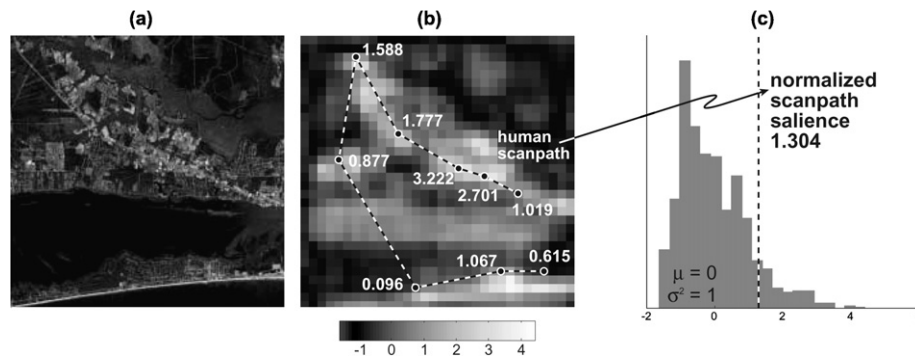 (a)
(b)
(c)
1.588
1.777
0.877
3.222
2.701
1.019
1.067
0.615
0.096
-1 0 1 2 3 4
human
scanpath
normalized
scanpath
salience
1.304
μ = 0
σ² = 1
-2 0 2 4